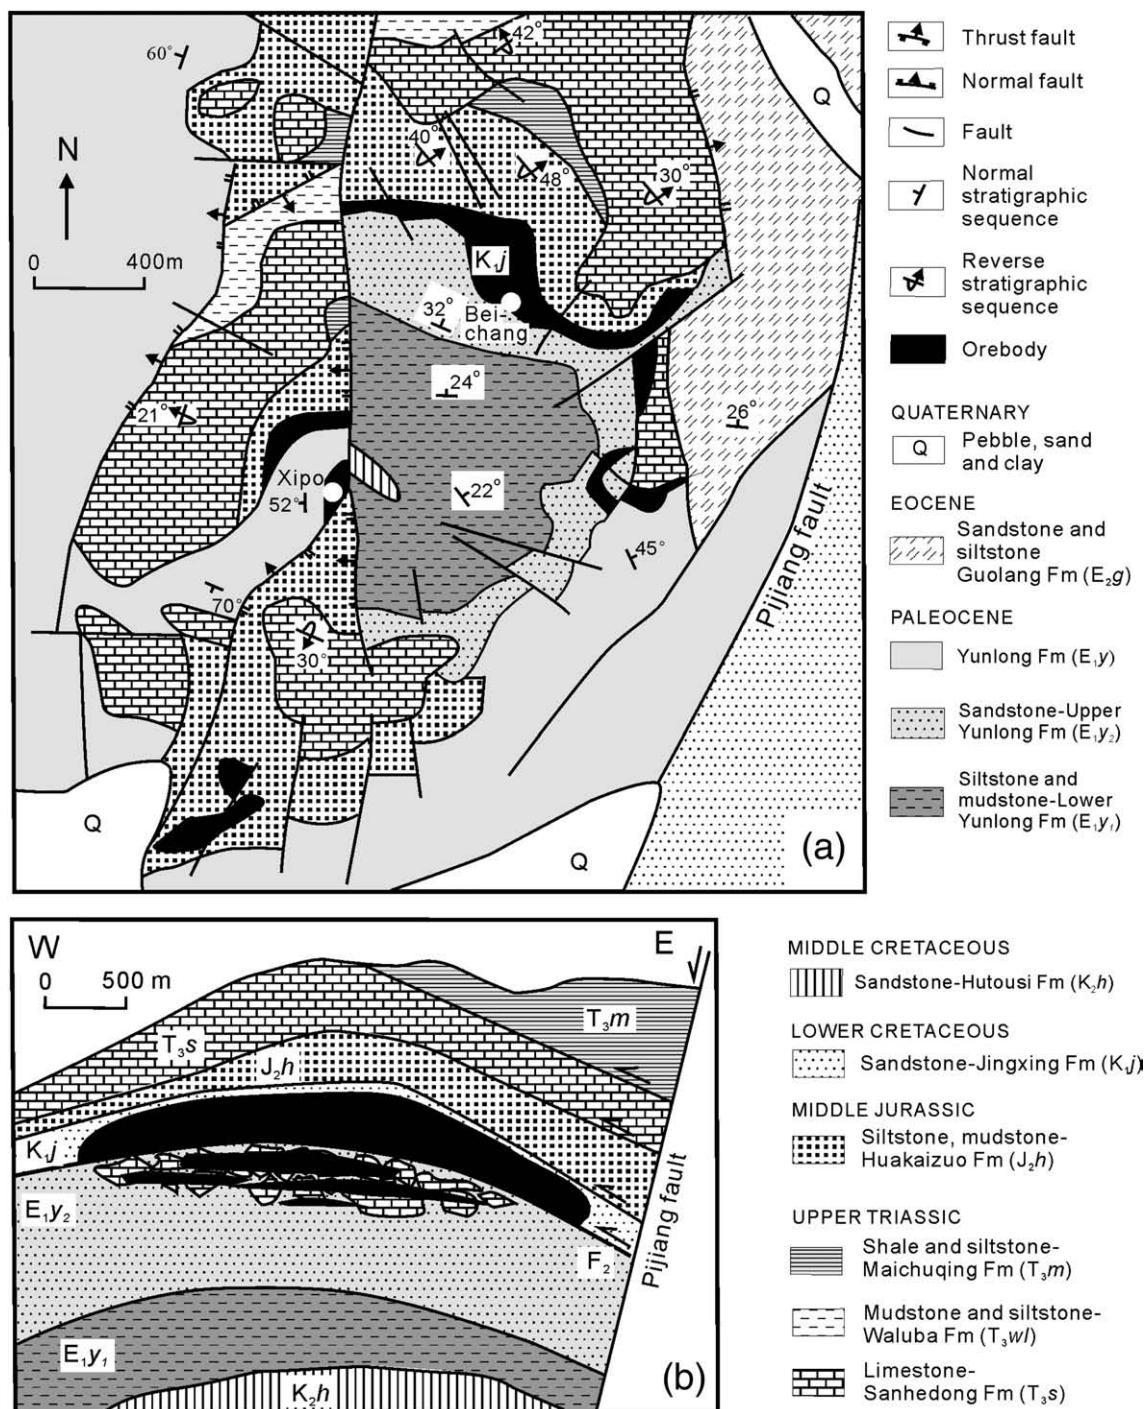 60°
42°
N
40°
48°
30°
Q
0 400m
K₁j
32°
Bei-
chang
24°
21°
26°
Xipo
52°
22°
45°
70°
30°
Pijiang fault
Q
Q
(a)
Thrust fault
Normal fault
Fault
Normal
stratigraphic
sequence
Reverse
stratigraphic
sequence
Orebody
QUATERNARY
Q
Pebble, sand
and clay
EOCENE
Sandstone and
siltstone
Guolang Fm (E₂g)
PALEOCENE
Yunlong Fm (E₁y)
Sandstone-Upper
Yunlong Fm (E₁y₂)
Siltstone and
mudstone-Lower
Yunlong Fm (E₁y₁)
W
E
0 500 m
T₃m
T₃s
J₂h
K₁j
E₁y₂
F₂
Pijiang fault
E₁y₁
K₂h
(b)
MIDDLE CRETACEOUS
Sandstone-Hutousi Fm (K₂h)
LOWER CRETACEOUS
Sandstone-Jingxing Fm (K₁j)
MIDDLE JURASSIC
Siltstone, mudstone-
Huakaizuo Fm (J₂h)
UPPER TRIASSIC
Shale and siltstone-
Maichuqing Fm (T₃m)
Mudstone and siltstone-
Waluba Fm (T₃wl)
Limestone-
Sanhedong Fm (T₃s)